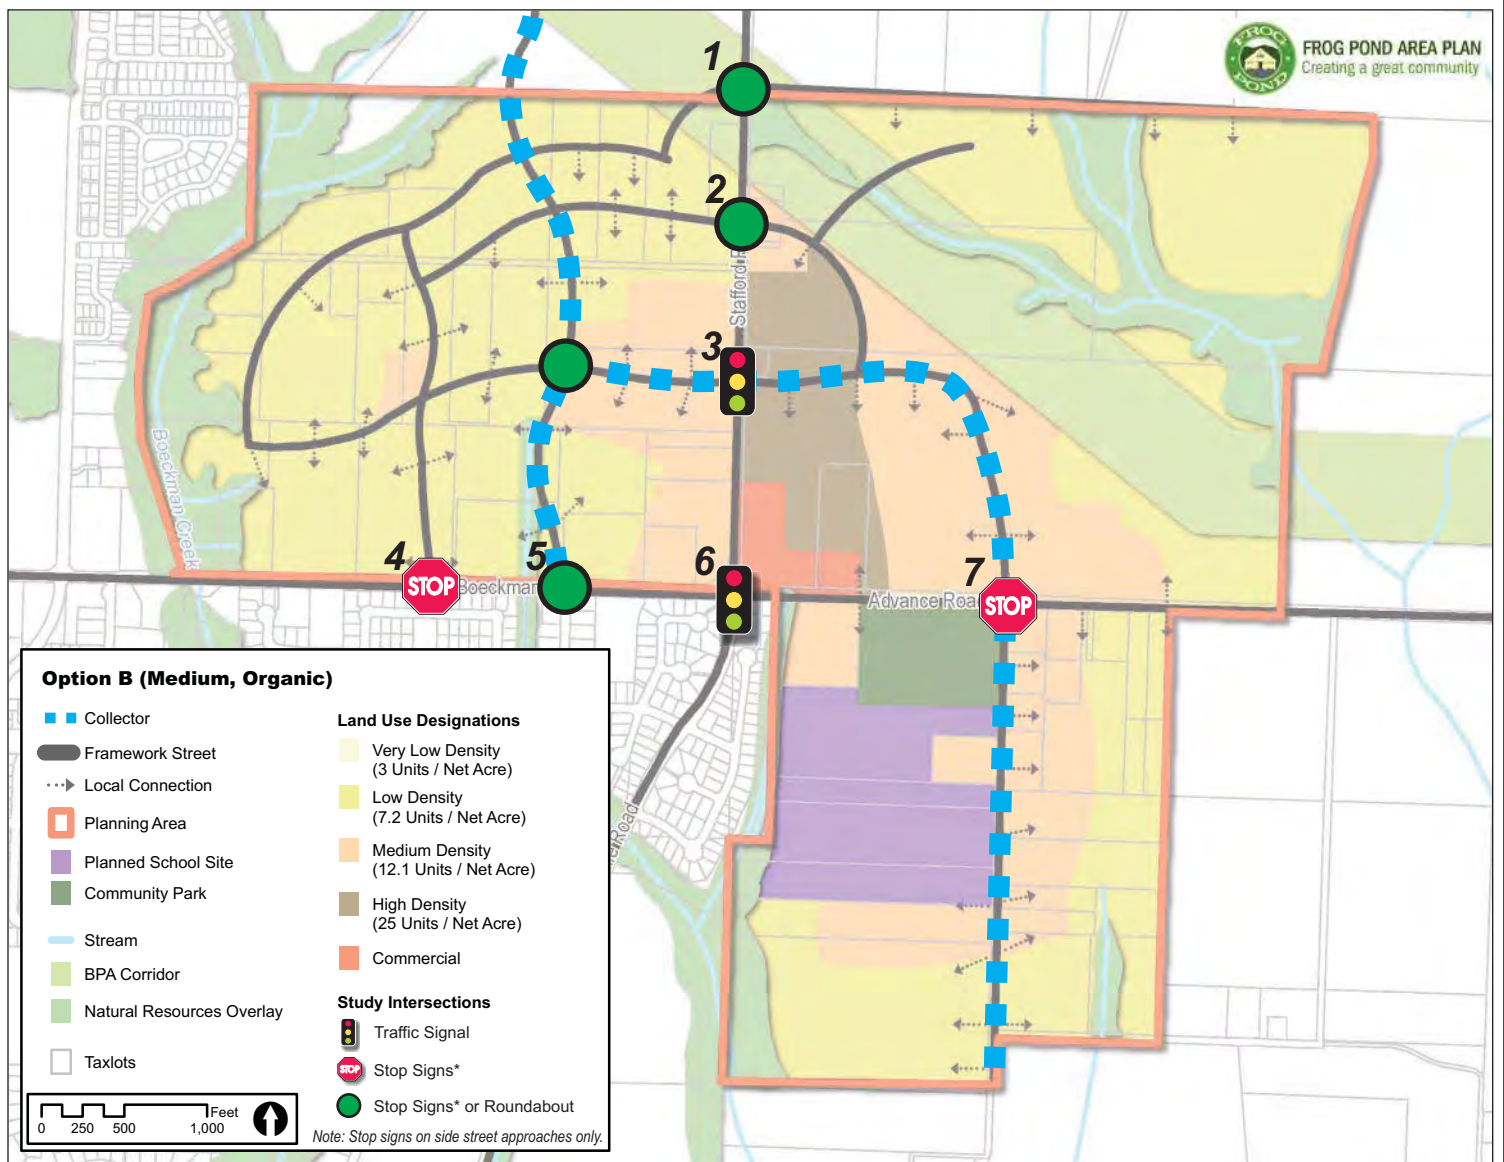 FROG
POND
FROG POND AREA PLAN
Creating a great community
1
2
Stafford R
3
Boeckman Creek
4
5
6
7
STOP
Boeckman
Advance Roa
STOP
Road
Option B (Medium, Organic)
Collector
Framework Street
Local Connection
Planning Area
Planned School Site
Community Park
Stream
BPA Corridor
Natural Resources Overlay
Taxlots
Feet
0 250 500 1,000
Land Use Designations
Very Low Density
(3 Units / Net Acre)
Low Density
(7.2 Units / Net Acre)
Medium Density
(12.1 Units / Net Acre)
High Density
(25 Units / Net Acre)
Commercial
Study Intersections
Traffic Signal
STOP
Stop Signs*
Stop Signs* or Roundabout
Note: Stop signs on side street approaches only.